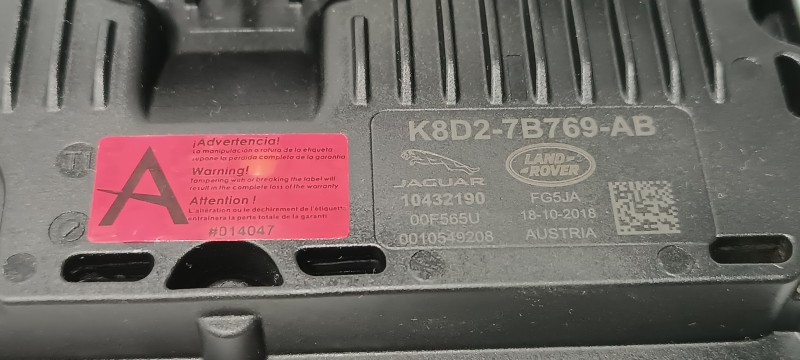 ¡Advertencia!
La manipulación o rotura de la etiqueta
supone la pérdida completa de la garantía
Warning!
Tampering with or breaking the label will
result in the complete loss of the warranty
Attention !
L'altération ou le déchirement de l'étiquette
entraînera la perte totale de la garanti
#014047
A
K8D2-7B769-AB
JAGUAR
LAND-
ROVER
10432190
FG5JA
00F565U
18-10-2018
0010549208
AUSTRIA